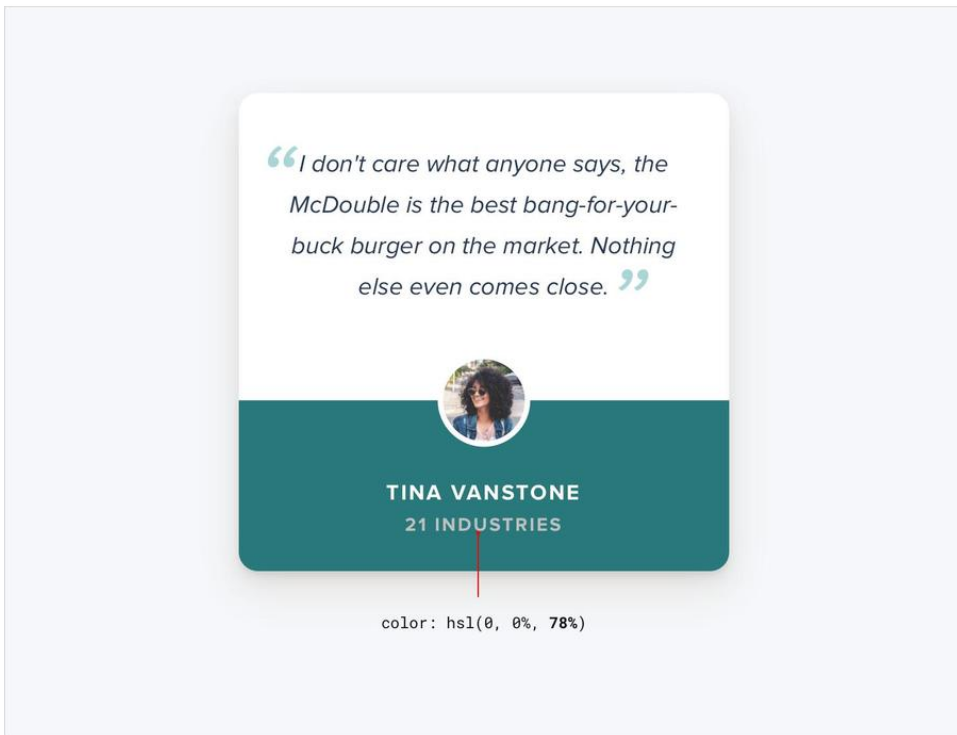 “I don't care what anyone says, the
McDouble is the best bang-for-your-
buck burger on the market. Nothing
else even comes close. ”
TINA VANSTONE
21 INDUSTRIES
color: hsl(0, 0%, 78%)